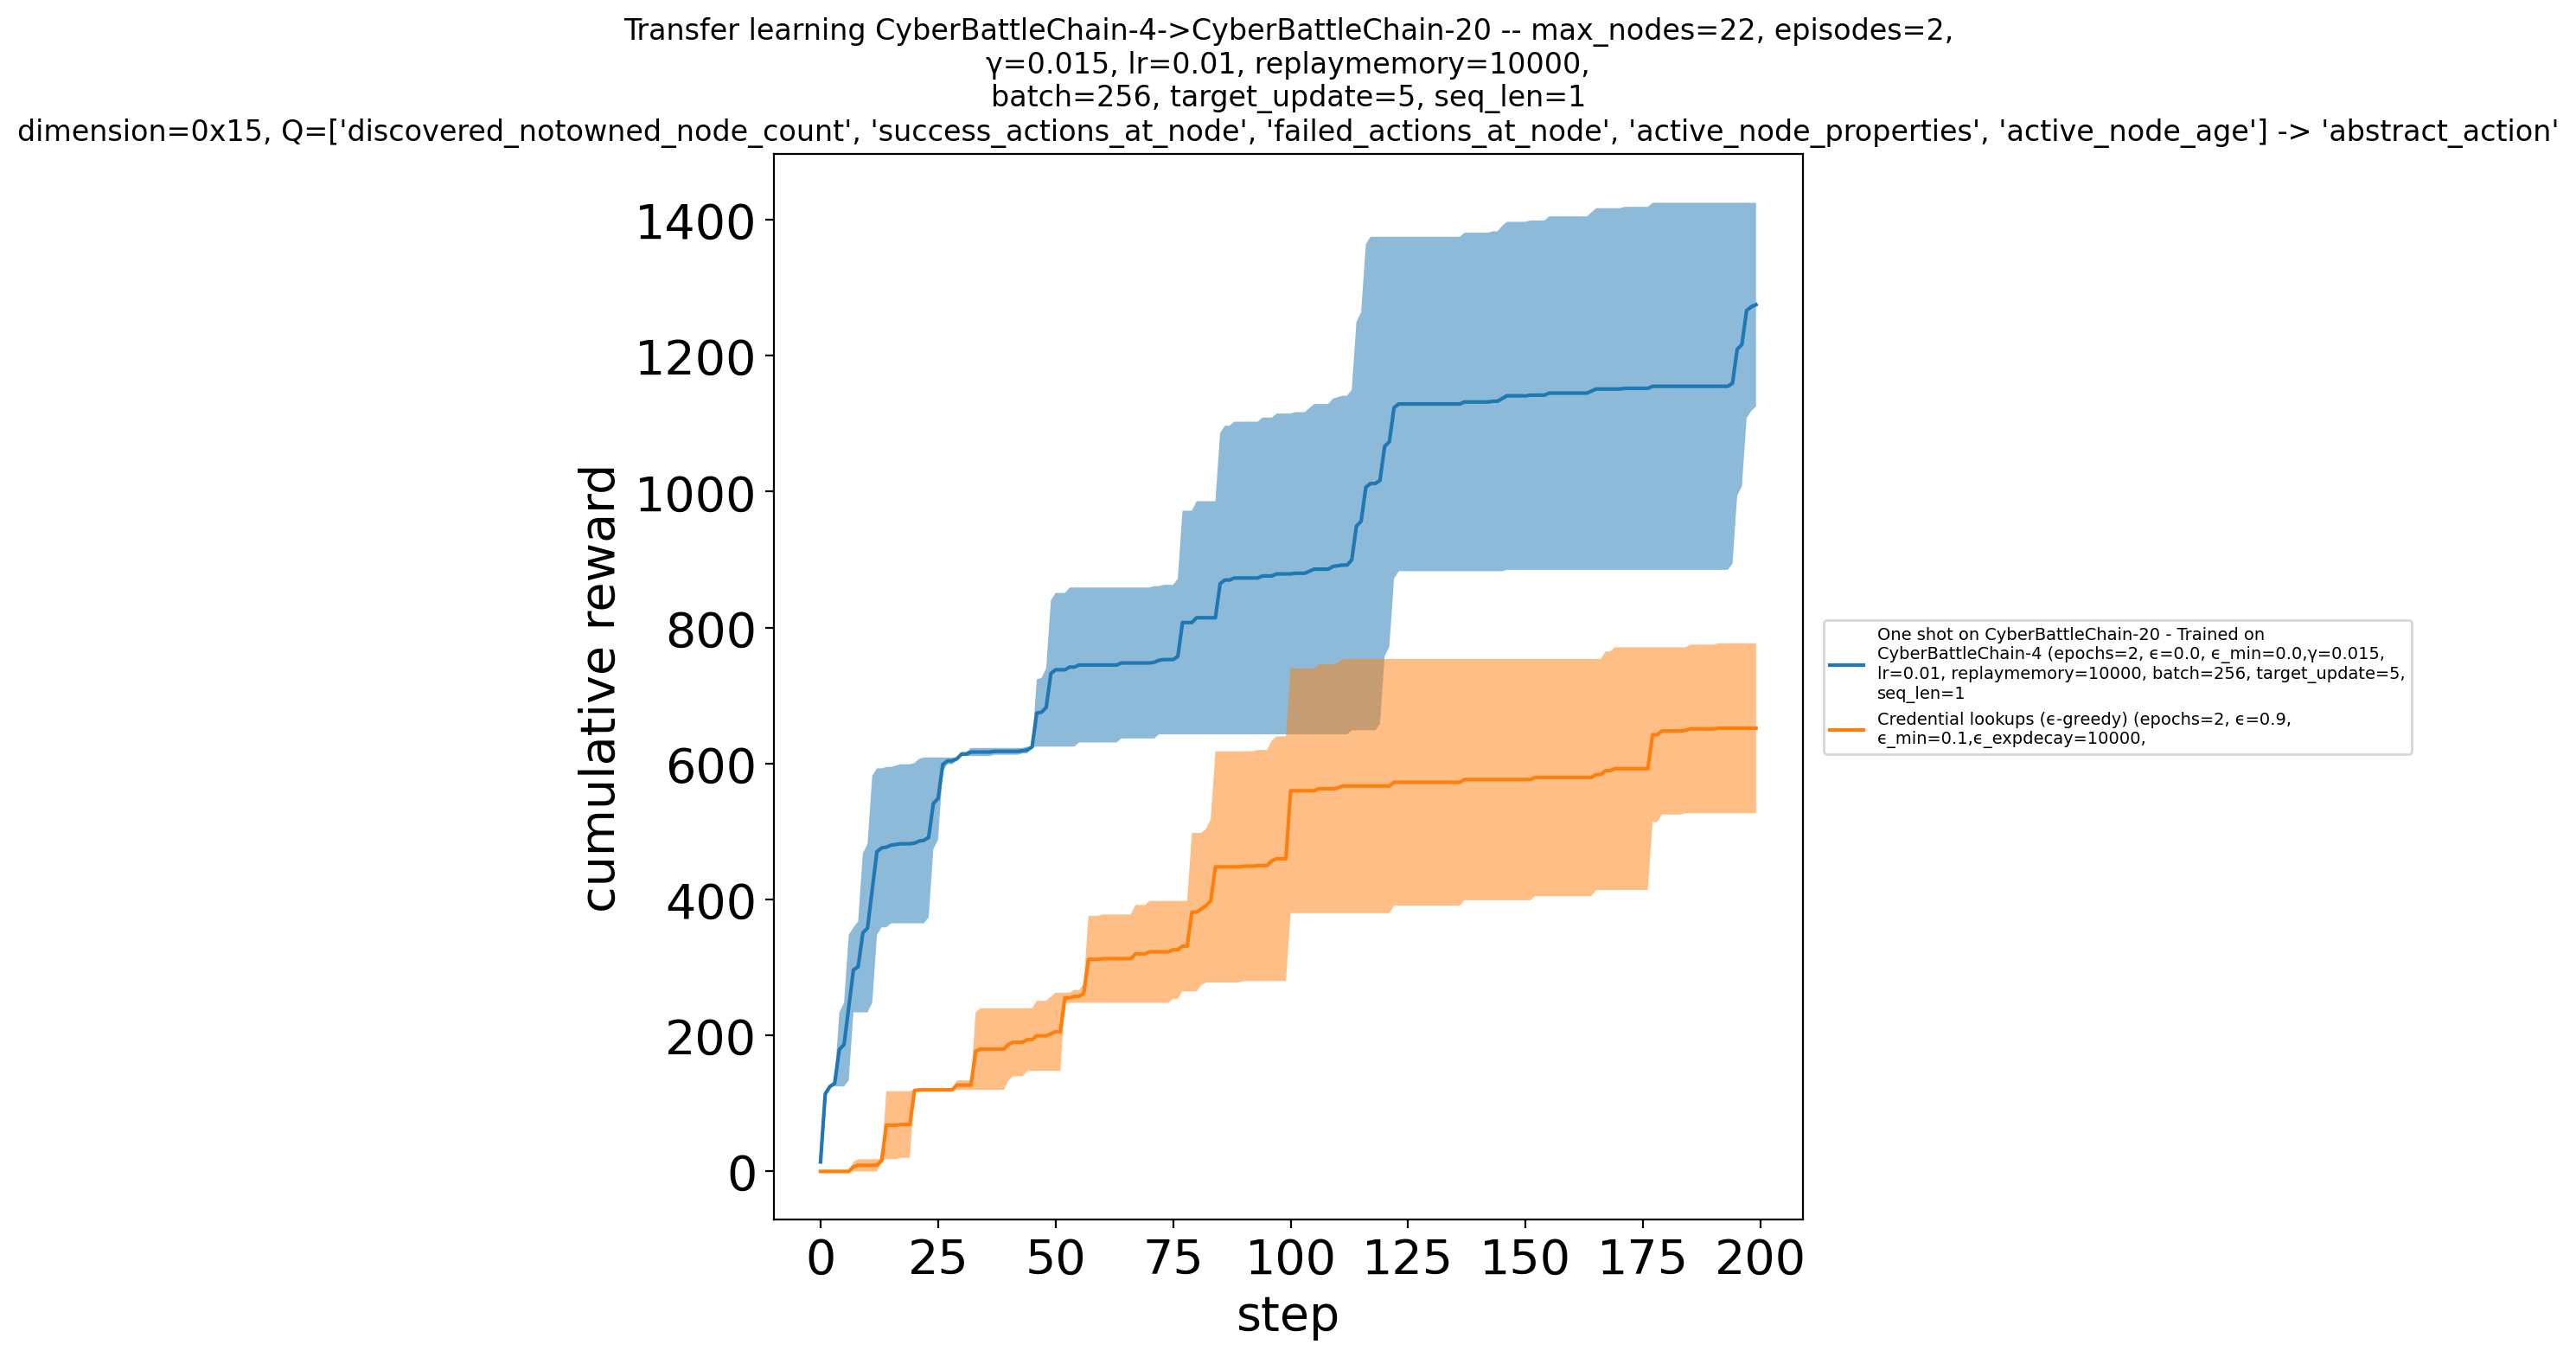 Transfer learning CyberBattleChain-4->CyberBattleChain-20 -- max_nodes=22, episodes=2,
γ=0.015, lr=0.01, replaymemory=10000,
batch=256, target_update=5, seq_len=1
dimension=0x15, Q=['discovered_notowned_node_count', 'success_actions_at_node', 'failed_actions_at_node', 'active_node_properties', 'active_node_age'] -> 'abstract_action'
cumulative reward
1400
1200
1000
800
600
400
200
0
0 25 50 75 100 125 150 175 200
step
One shot on CyberBattleChain-20 - Trained on
CyberBattleChain-4 (epochs=2, ϵ=0.0, ϵ_min=0.0,γ=0.015,
lr=0.01, replaymemory=10000, batch=256, target_update=5,
seq_len=1
Credential lookups (ϵ-greedy) (epochs=2, ϵ=0.9,
ϵ_min=0.1,ϵ_expdecay=10000,